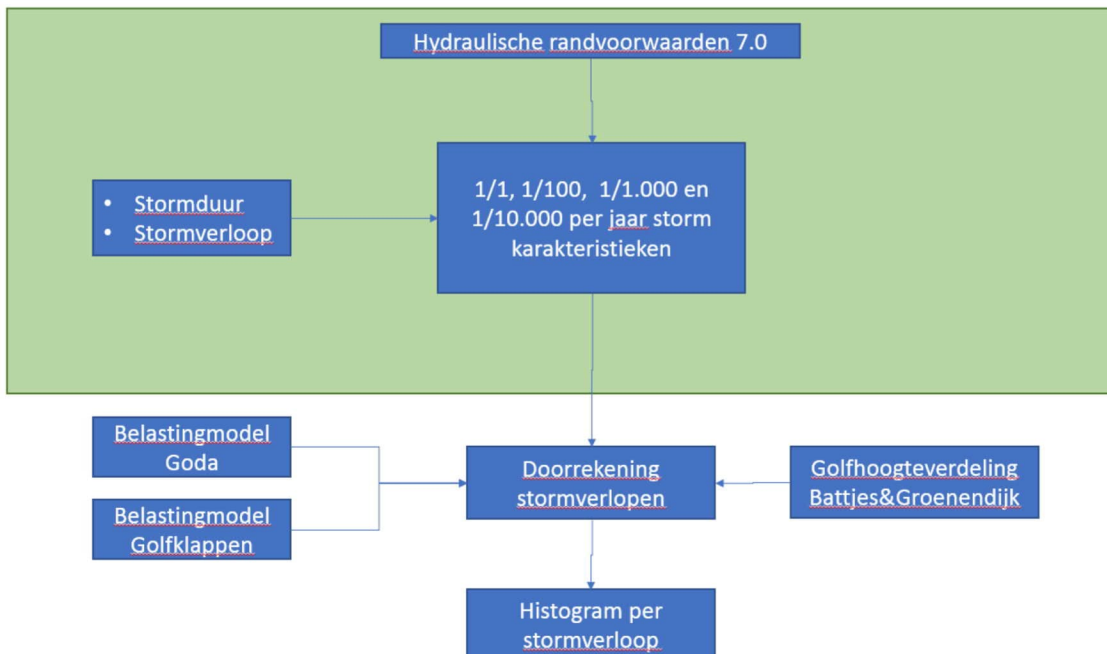 Hydraulische randvoorwaarden 7.0
• Stormduur
• Stormverloop
1/1, 1/100, 1/1.000 en
1/10.000 per jaar storm
karakteristieken
Belastingmodel
Goda
Belastingmodel
Golfklappen
Doorrekening
stormverlopen
Golfhoogteverdeling
Battjes&Groenendijk
Histogram per
stormverloop